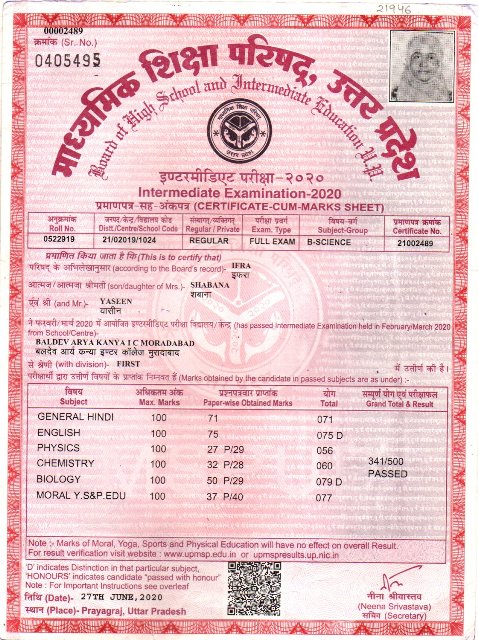 00002489
21946
क्रमांक (Sr. No.)
0405495
माध्यमिक शिक्षा परिषद्, उत्तर प्रदेश
Board of High School and Intermediate Education U.P.
इण्टरमीडिएट परीक्षा -२०२०
Intermediate Examination-2020
प्रमाणपत्र-सह-अंकपत्र (CERTIFICATE-CUM-MARKS SHEET)
अनुक्रमांक जनपद/केन्द्र/विद्यालय कोड संस्थागत/व्यक्तिगत परीक्षा प्रवर्ग विषय-वर्ग प्रमाणपत्र क्रमांक
Roll No. Distt./Centre/School Code Regular / Private Exam. Type Subject-Group Certificate No.
0522919 21/02019/1024 REGULAR FULL EXAM B-SCIENCE 21002489
प्रमाणित किया जाता है कि(This is to certify that)
परिषद् के अभिलेखानुसार (according to the Board's record)- IFRA
इफरा
आत्मज/आत्मजा श्रीमती (son/daughter of Mrs.)- SHABANA
शबाना
एवं श्री (and Mr.)- YASEEN
यासीन
ने फरवरी/मार्च 2020 में आयोजित इण्टरमीडिएट परीक्षा विद्यालय/केन्द्र (has passed Intermediate Examination held in February/March 2020
from School/Centre)-
BALDEV ARYA KANYA I C MORADABAD
बलदेव आर्य कन्या इण्टर कॉलेज मुरादाबाद
से श्रेणी (with division)- FIRST में उत्तीर्ण की है।
परीक्षार्थी द्वारा उत्तीर्ण विषयों के प्राप्तांक निम्नवत हैं (Marks obtained by the candidate in passed subjects are as under) :-
विषय अधिकतम अंक प्रश्नपत्रवार प्राप्तांक योग सम्पूर्ण योग एवं परीक्षाफल
Subject Max. Marks Paper-wise Obtained Marks Total Grand Total & Result
GENERAL HINDI 100 71 071
ENGLISH 100 75 075 D
PHYSICS 100 27 P/29 056
CHEMISTRY 100 32 P/28 060 341/500
PASSED
BIOLOGY 100 50 P/29 079 D
MORAL Y.S&P.EDU 100 37 P/40 077
Note :- Marks of Moral, Yoga, Sports and Physical Education will have no effect on overall Result.
For result verification visit website : www.upmsp.edu.in or upmspresults.up.nic.in
'D' indicates Distinction in that particular subject,
'HONOURS' indicates candidate "passed with honour"
Note : For Important Instructions see overleaf
तिथि (Date)- 27TH JUNE,2020
स्थान (Place)- Prayagraj, Uttar Pradesh
नीना श्रीवास्तव
(Neena Srivastava)
सचिव (Secretary)